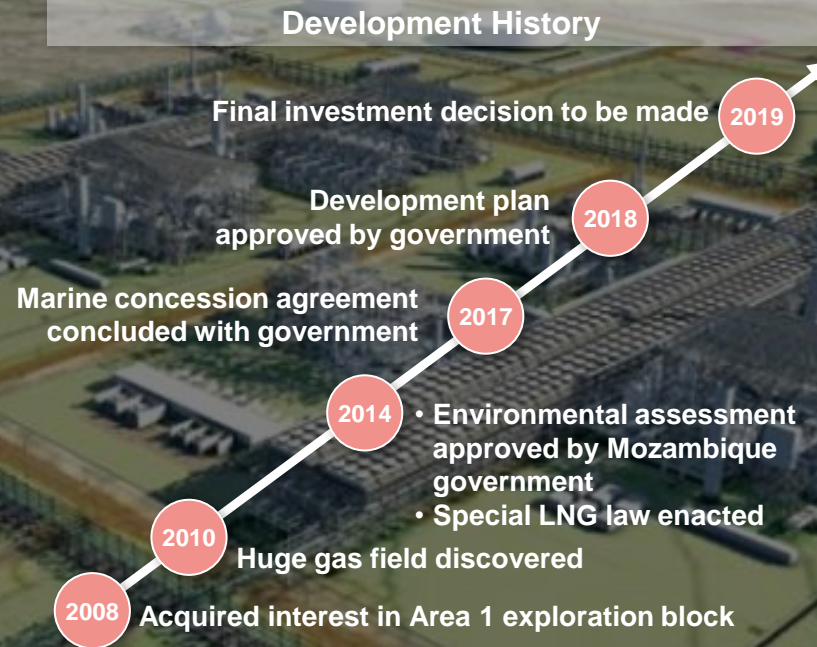 Development History
Final investment decision to be made
2019
Development plan
approved by government
2018
Marine concession agreement
concluded with government
2017
2014
• Environmental assessment
approved by Mozambique
government
• Special LNG law enacted
2010
Huge gas field discovered
2008
Acquired interest in Area 1 exploration block